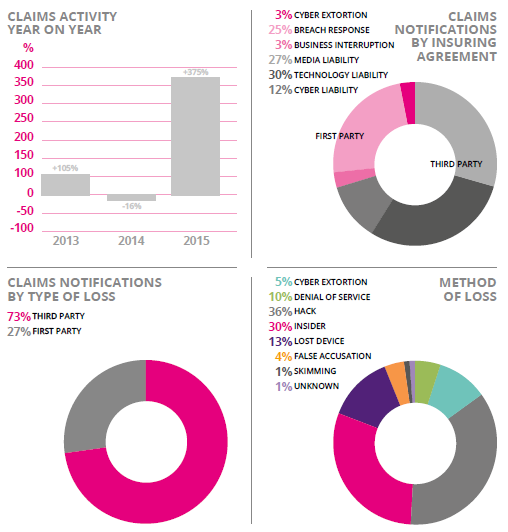 CLAIMS ACTIVITY
YEAR ON YEAR
%
400
350
300
250
200
150
100
0
-50
-100
+105%
-16%
+375%
2013 2014 2015
CLAIMS
NOTIFICATIONS
BY INSURING
AGREEMENT
3% CYBER EXTORTION
25% BREACH RESPONSE
3% BUSINESS INTERRUPTION
27% MEDIA LIABILITY
30% TECHNOLOGY LIABILITY
12% CYBER LIABILITY
FIRST PARTY
THIRD PARTY
CLAIMS NOTIFICATIONS
BY TYPE OF LOSS
73% THIRD PARTY
27% FIRST PARTY
METHOD
OF LOSS
5% CYBER EXTORTION
10% DENIAL OF SERVICE
36% HACK
30% INSIDER
13% LOST DEVICE
4% FALSE ACCUSATION
1% SKIMMING
1% UNKNOWN